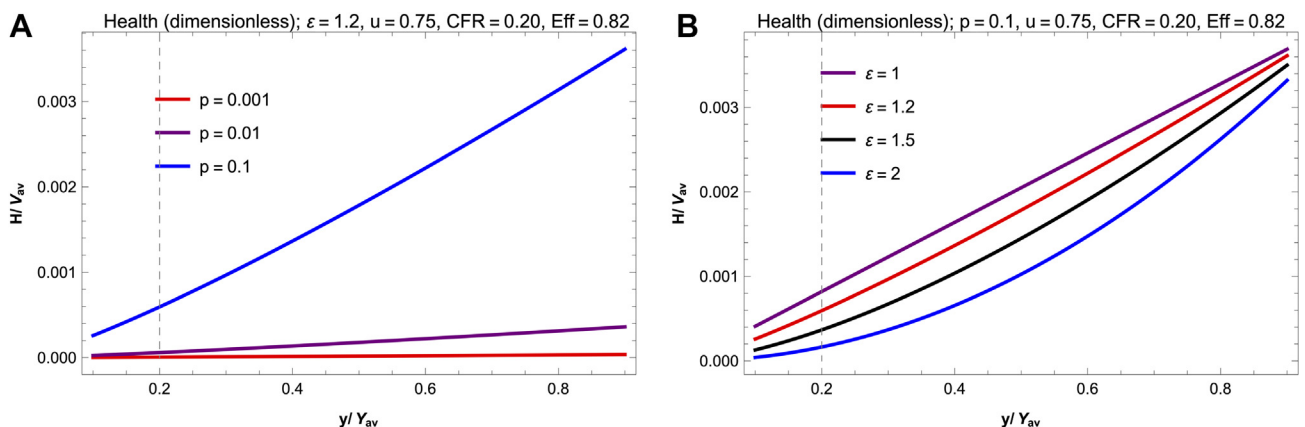 A
Health (dimensionless); ε = 1.2, u = 0.75, CFR = 0.20, Eff = 0.82
p = 0.001
p = 0.01
p = 0.1
H/ Vav
0.003
0.002
0.001
0.000
0.2 0.4 0.6 0.8
y/ Yav
B
Health (dimensionless); p = 0.1, u = 0.75, CFR = 0.20, Eff = 0.82
ε = 1
ε = 1.2
ε = 1.5
ε = 2
H/ Vav
0.003
0.002
0.001
0.000
0.2 0.4 0.6 0.8
y/ Yav